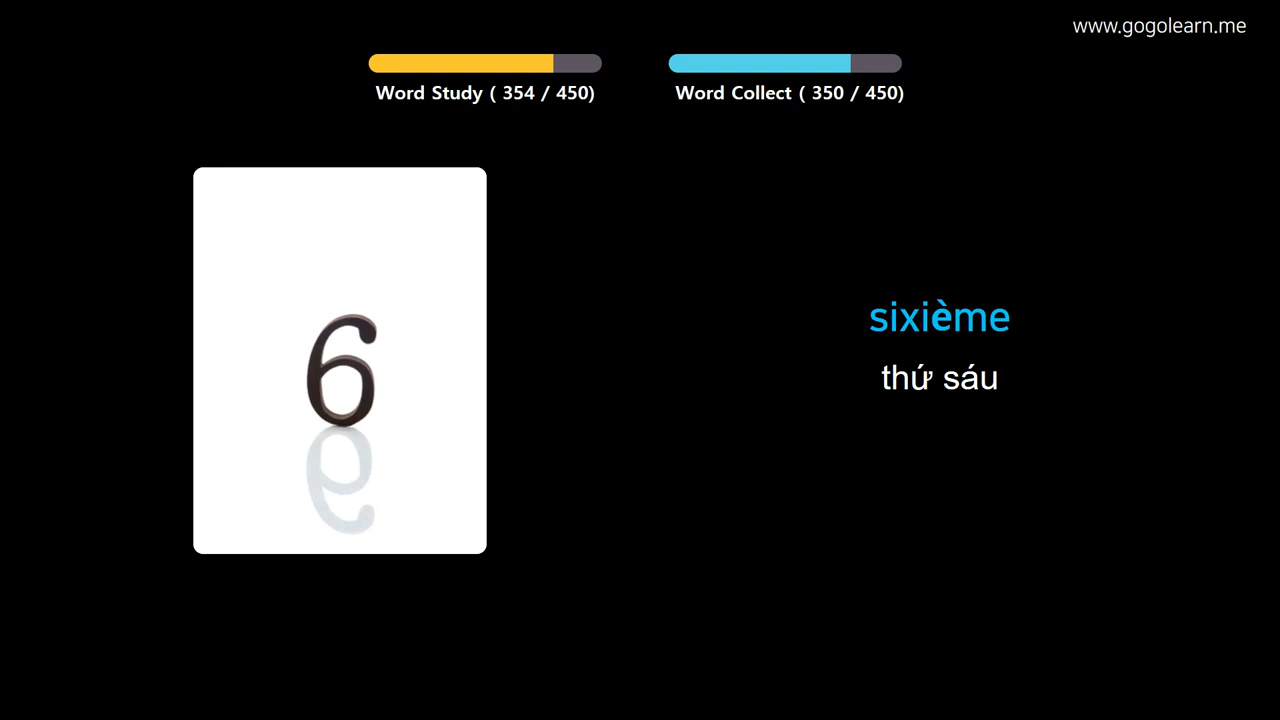 www.gogolearn.me
Word Study ( 354 / 450)
Word Collect ( 350 / 450)
6
sixième
thứ sáu